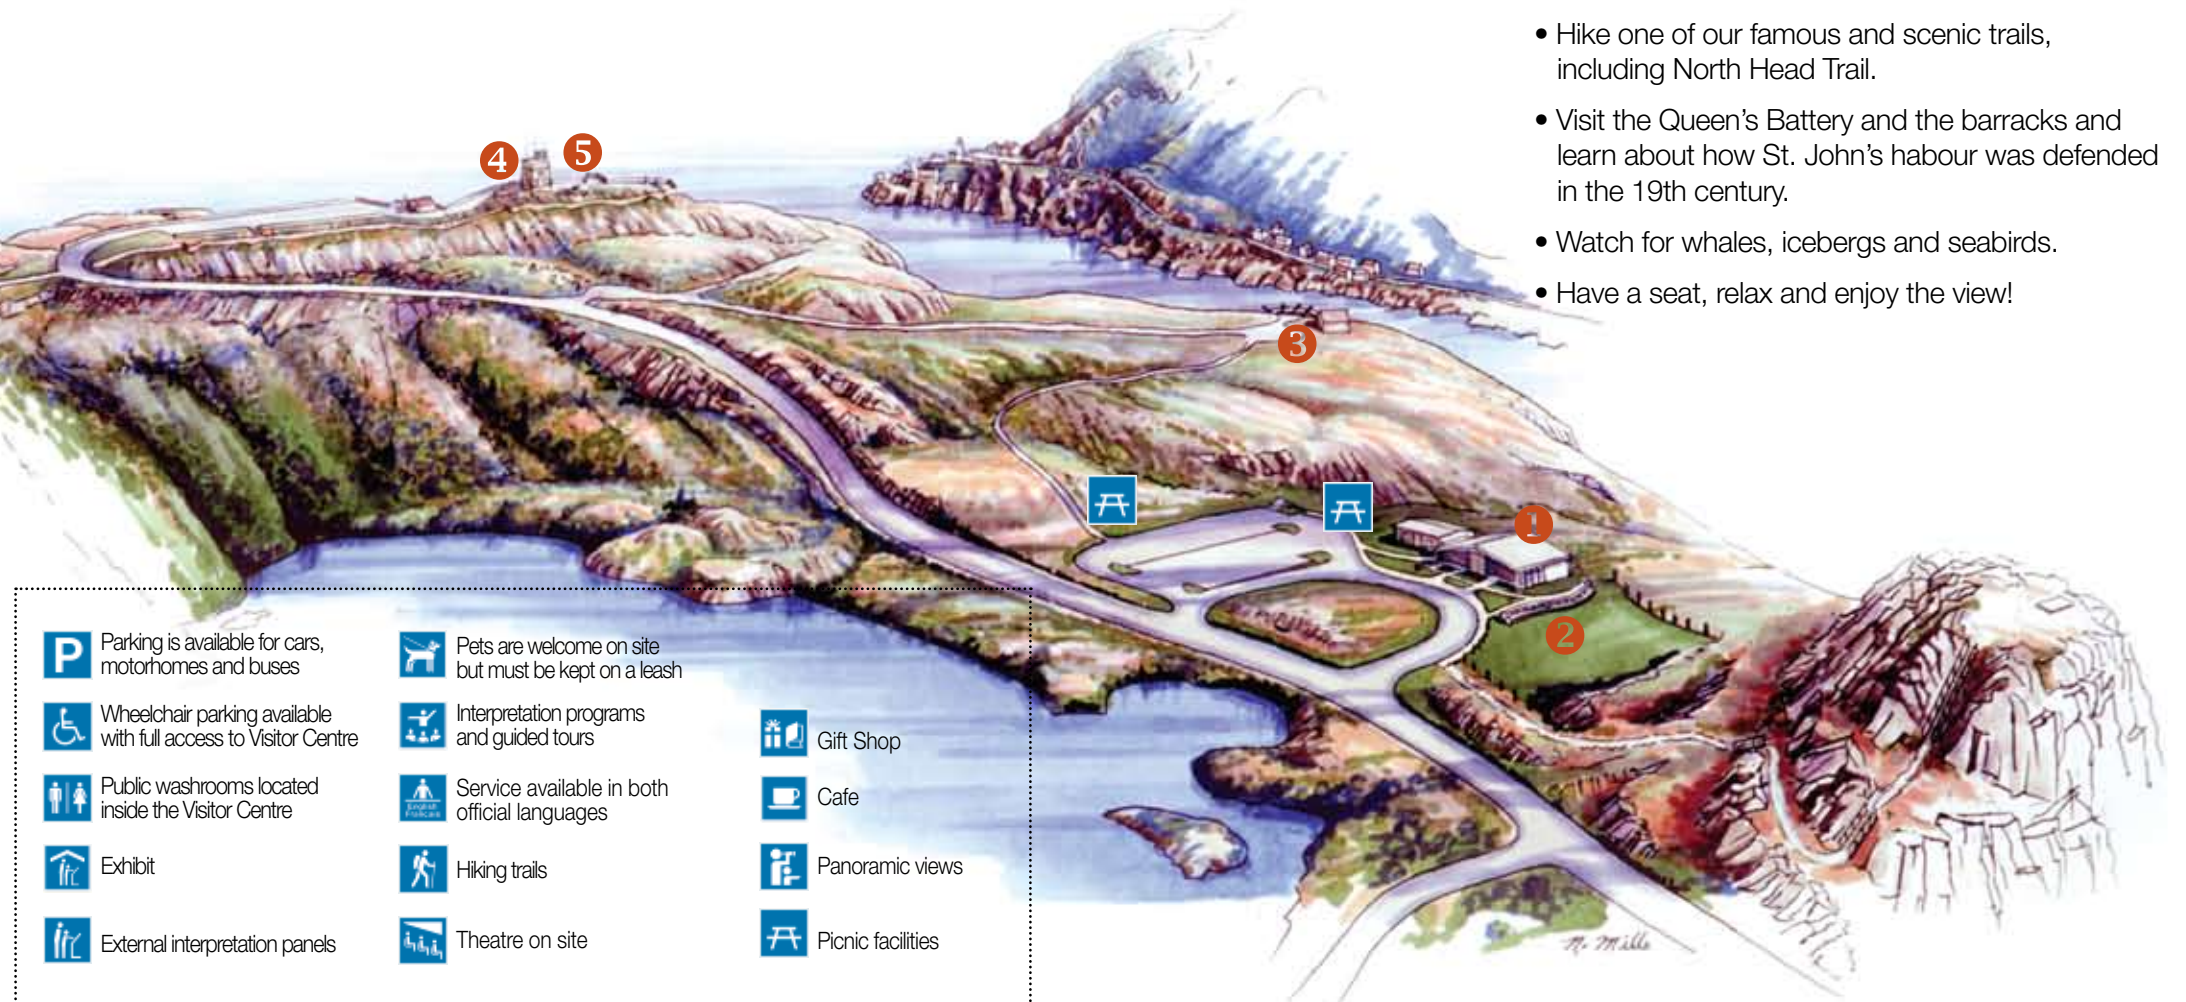 • Hike one of our famous and scenic trails,
including North Head Trail.
• Visit the Queen's Battery and the barracks and
learn about how St. John's habour was defended
in the 19th century.
• Watch for whales, icebergs and seabirds.
• Have a seat, relax and enjoy the view!
4
5
3
1
2
P
Parking is available for cars,
motorhomes and buses
Wheelchair parking available
with full access to Visitor Centre
Public washrooms located
inside the Visitor Centre
Exhibit
External interpretation panels
Pets are welcome on site
but must be kept on a leash
Interpretation programs
and guided tours
English
Français
Service available in both
official languages
Hiking trails
Theatre on site
Gift Shop
Cafe
Panoramic views
Picnic facilities
N. Mills